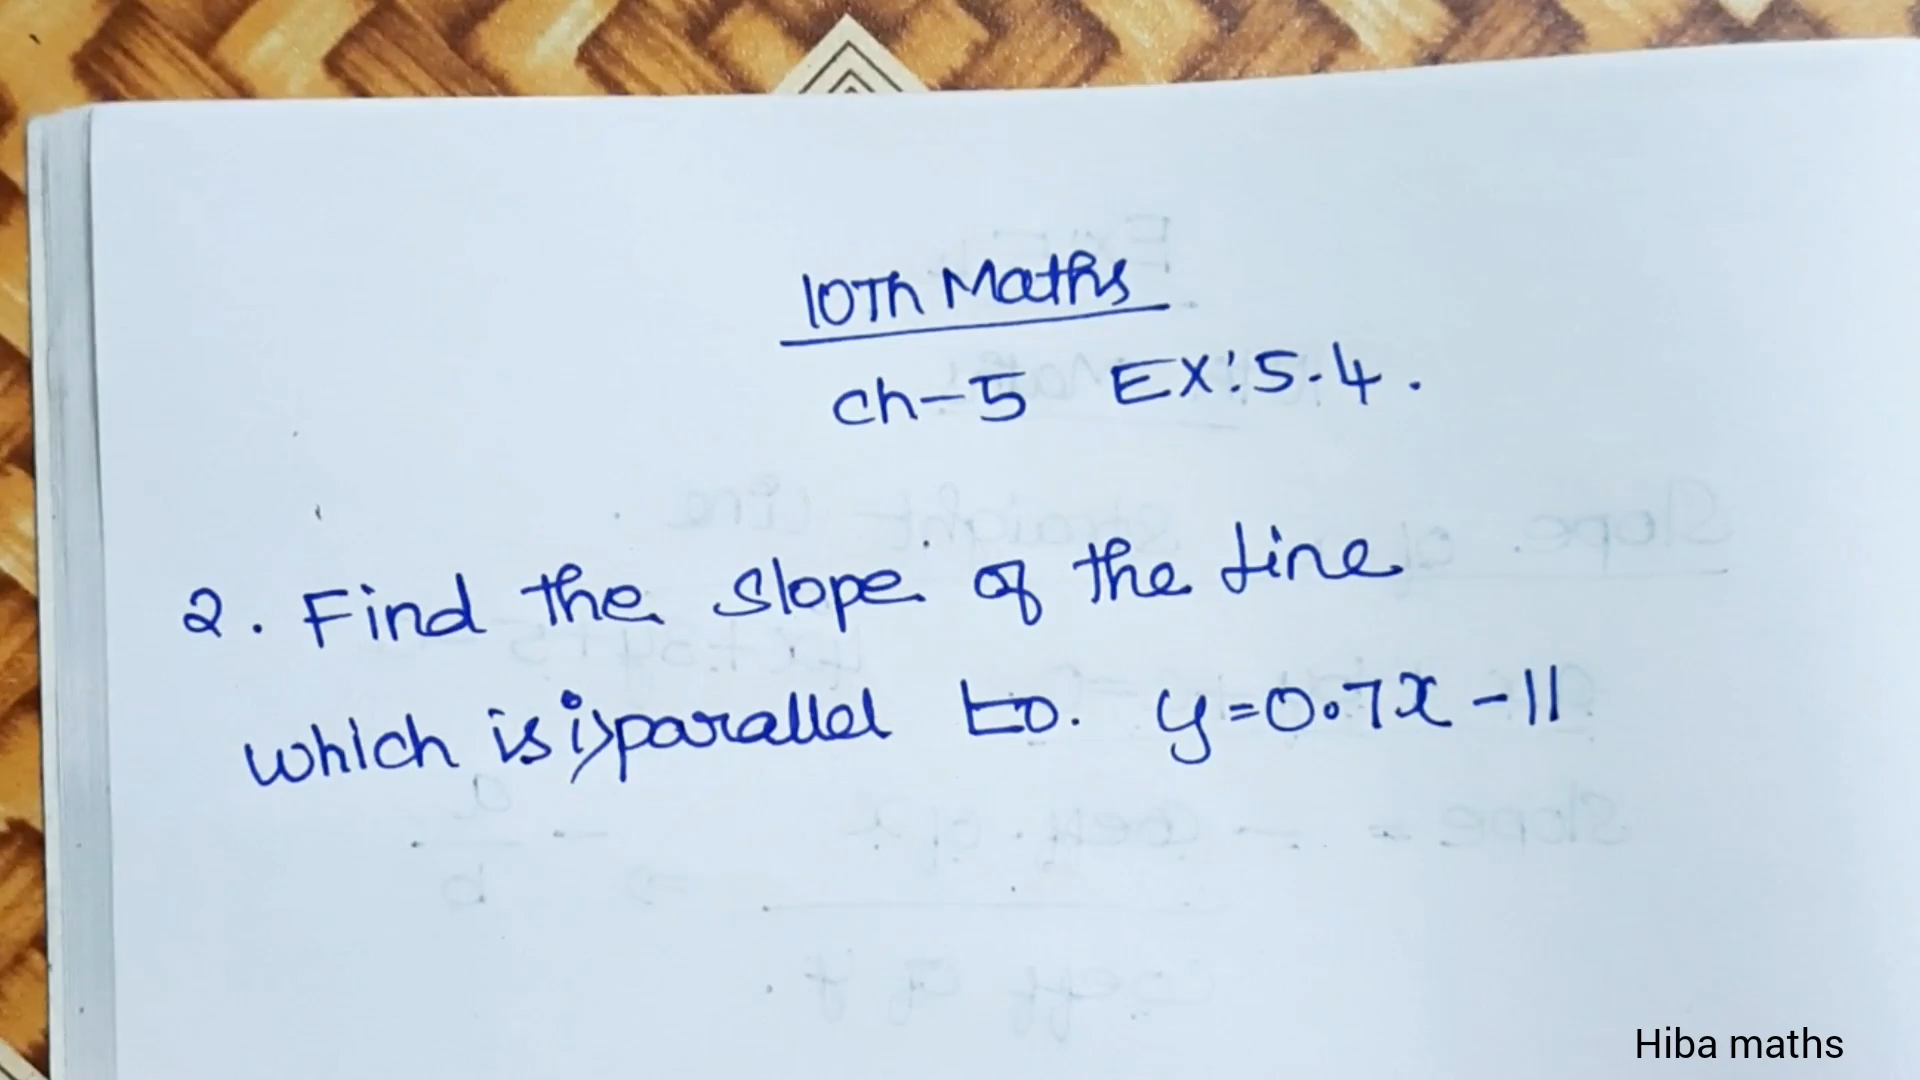 10Th Maths
Ch-5 EX: 5.4.
2. Find the slope of the line
which is i) parallel to. y=0.7x-11
Hiba maths